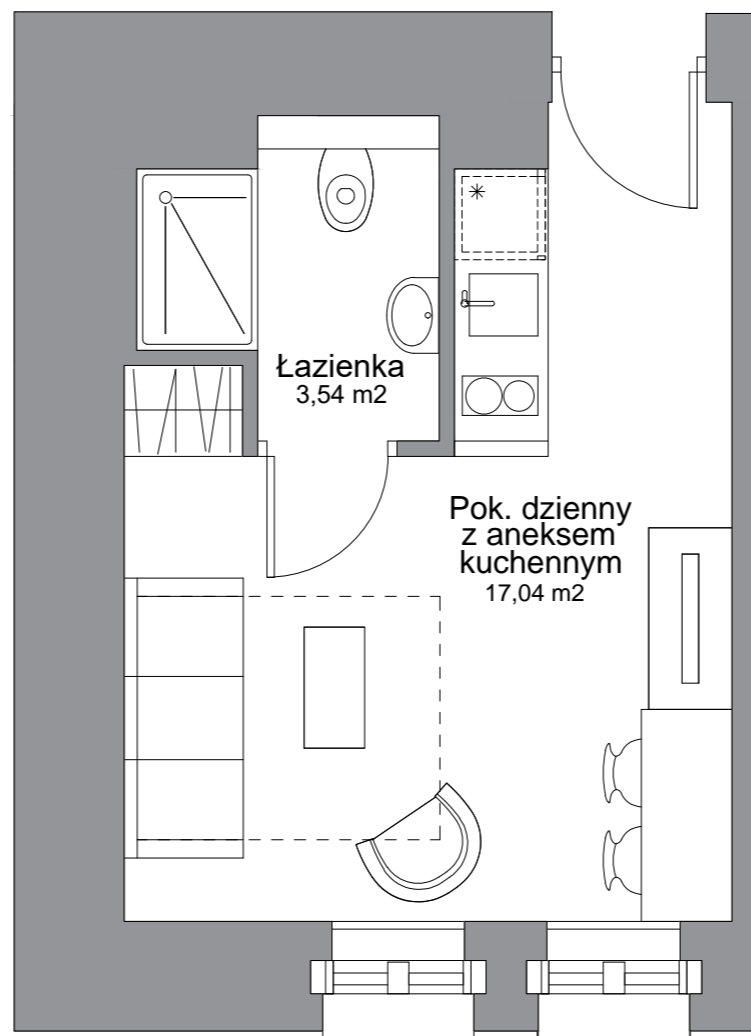 Łazienka
3,54 m2
Pok. dzienny
z aneksem
kuchennym
17,04 m2